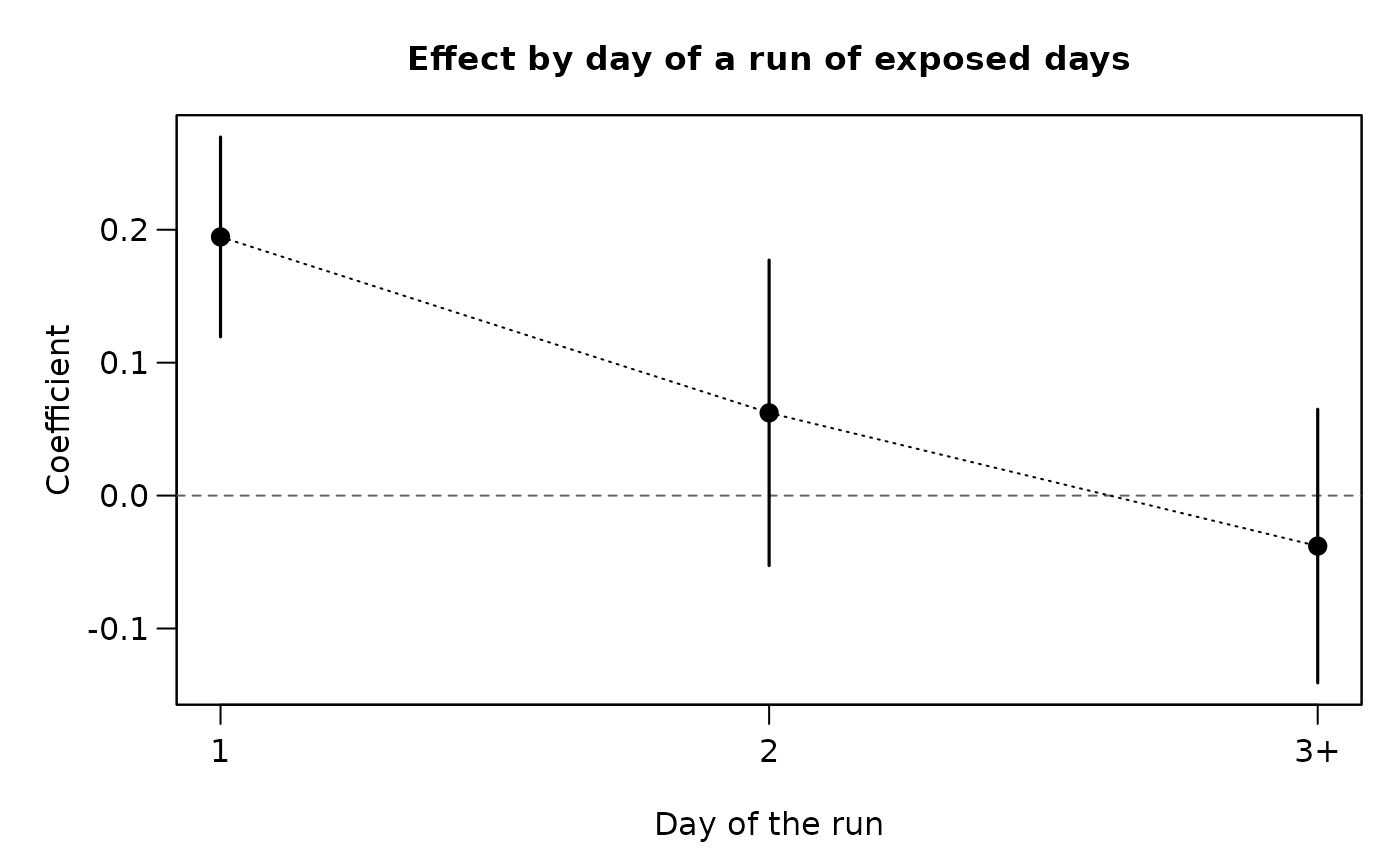 Effect by day of a run of exposed days
Coefficient
0.2
0.1
0.0
-0.1
1
2
3+
Day of the run